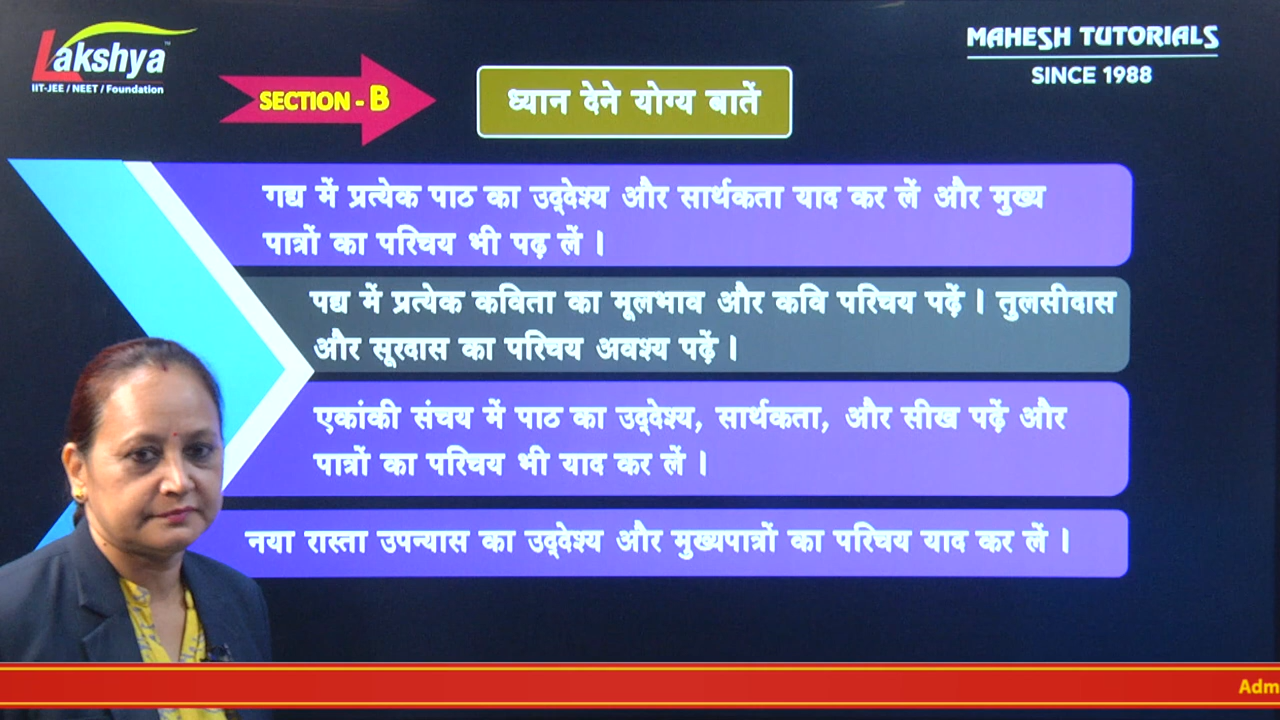 Lakshya
TM
IIT-JEE / NEET / Foundation
MAHESH TUTORIALS
SINCE 1988
SECTION - B
ध्यान देने योग्य बातें
गद्य में प्रत्येक पाठ का उद्‌देश्य और सार्थकता याद कर लें और मुख्य
पात्रों का परिचय भी पढ़ लें ।
पद्य में प्रत्येक कविता का मूलभाव और कवि परिचय पढ़ें । तुलसीदास
और सूरदास का परिचय अवश्य पढ़ें ।
एकांकी संचय में पाठ का उद्‌देश्य, सार्थकता, और सीख पढ़ें और
पात्रों का परिचय भी याद कर लें ।
नया रास्ता उपन्यास का उद्‌देश्य और मुख्यपात्रों का परिचय याद कर लें ।
Adm